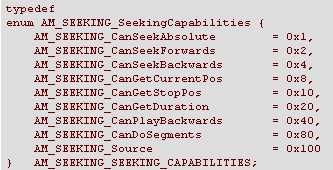 typedef
enum AM_SEEKING_SeekingCapabilities {
    AM_SEEKING_CanSeekAbsolute       = 0x1,
    AM_SEEKING_CanSeekForwards       = 0x2,
    AM_SEEKING_CanSeekBackwards      = 0x4,
    AM_SEEKING_CanGetCurrentPos      = 0x8,
    AM_SEEKING_CanGetStopPos         = 0x10,
    AM_SEEKING_CanGetDuration        = 0x20,
    AM_SEEKING_CanPlayBackwards      = 0x40,
    AM_SEEKING_CanDoSegments         = 0x80,
    AM_SEEKING_Source                = 0x100
}   AM_SEEKING_SEEKING_CAPABILITIES;